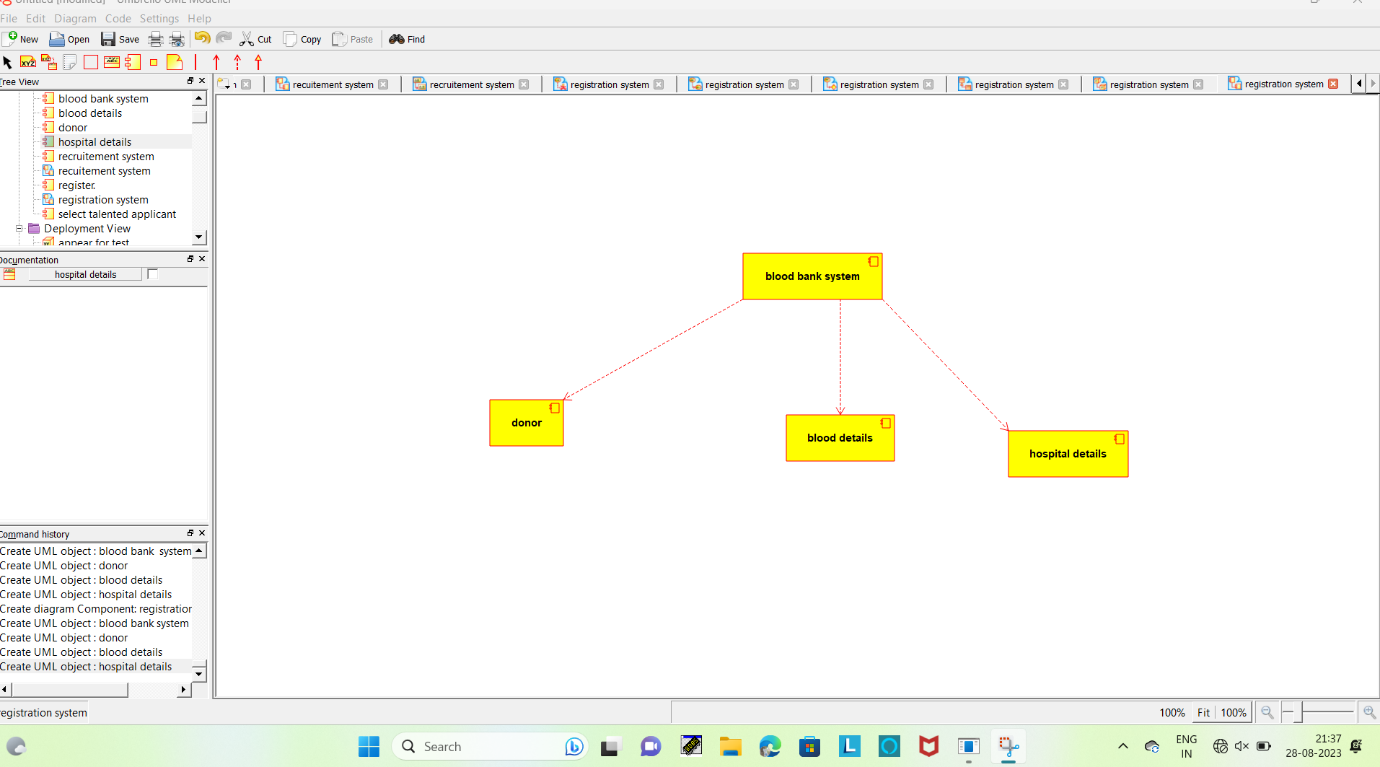 Untitled [modified] - Umbrello UML Modeller
File Edit Diagram Code Settings Help
New Open Save Cut Copy Paste Find
XYZ
Tree View
recuitement system recruitement system registration system registration system registration system registration system registration system registration system
blood bank system
blood details
donor
hospital details
recruitement system
recuitement system
register.
registration system
select talented applicant
Deployment View
appear for test
Documentation
hospital details
blood bank system
donor
blood details
hospital details
Command history
Create UML object : blood bank system
Create UML object : donor
Create UML object : blood details
Create UML object : hospital details
Create diagram Component: registration
Create UML object : blood bank system
Create UML object : donor
Create UML object : blood details
Create UML object : hospital details
registration system
100% Fit 100%
Search
L
ENG
IN
21:37
28-08-2023